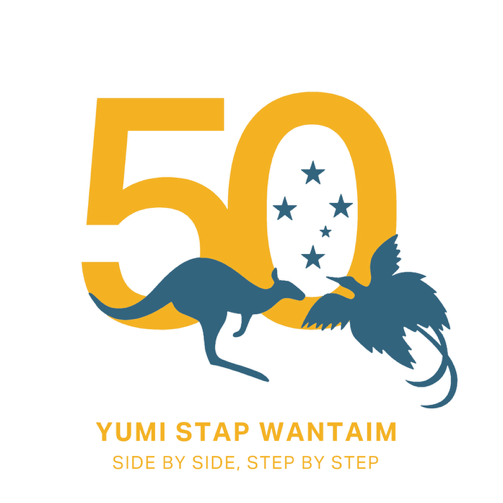 50
YUMI STAP WANTAIM
SIDE BY SIDE, STEP BY STEP